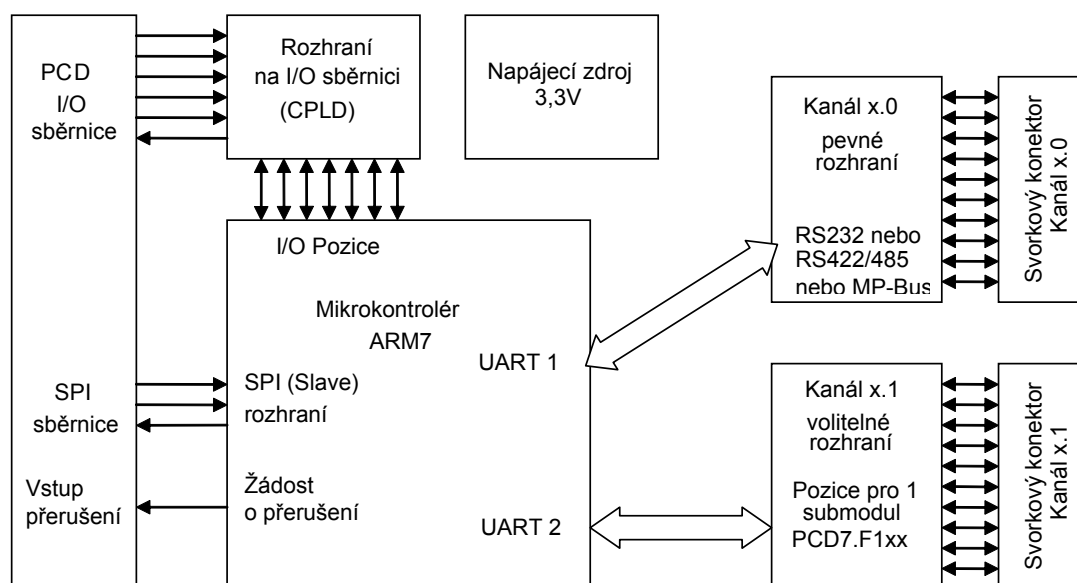 PCD
I/O
sběrnice
SPI
sběrnice
Vstup
přerušení
Rozhraní
na I/O sběrnici
(CPLD)
Napájecí zdroj
3,3V
I/O Pozice
Mikrokontrolér
ARM7
UART 1
SPI (Slave)
rozhraní
Žádost
o přerušení
UART 2
Kanál x.0
pevné
rozhraní
RS232 nebo
RS422/485
nebo MP-Bus
Svorkový konektor
Kanál x.0
Kanál x.1
volitelné
rozhraní
Pozice pro 1
submodul
PCD7.F1xx
Svorkový konektor
Kanál x.1